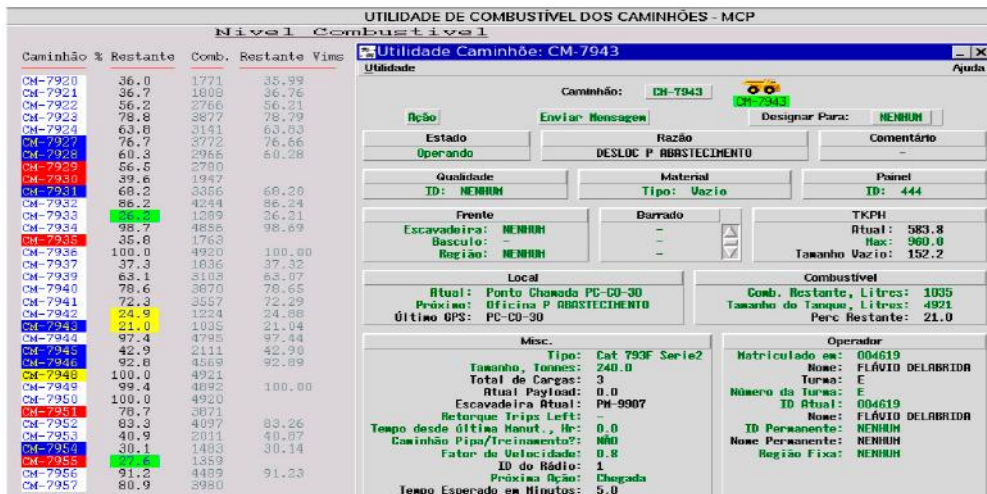 UTILIDADE DE COMBUSTÍVEL DOS CAMINHÕES - MCP
Nivel Combustivel
Caminhão % Restante Comb. Restante Vims
CM-7920 36.0 1771 35.99
CM-7921 36.7 1808 36.76
CM-7922 56.2 2766 56.21
CM-7923 78.8 3877 78.79
CM-7924 63.8 3141 63.83
CM-7927 76.7 3772 76.66
CM-7928 60.3 2966 60.28
CM-7929 56.5 2780
CM-7930 39.6 1947
CM-7931 68.2 3356 68.20
CM-7932 86.2 4244 86.24
CM-7933 26.2 1289 26.21
CM-7934 98.7 4856 98.69
CM-7935 35.8 1763
CM-7936 100.0 4920 100.00
CM-7937 37.3 1836 37.32
CM-7939 63.1 3103 63.07
CM-7940 78.6 3870 78.65
CM-7941 72.3 3557 72.29
CM-7942 24.9 1224 24.88
CM-7943 21.0 1035 21.04
CM-7944 97.4 4795 97.44
CM-7945 42.9 2111 42.90
CM-7946 92.8 4569 92.89
CM-7948 100.0 4921
CM-7949 99.4 4892 100.00
CM-7950 100.0 4920
CM-7951 78.7 3871
CM-7952 83.3 4097 83.26
CM-7953 40.9 2011 40.87
CM-7954 30.1 1483 30.14
CM-7955 27.6 1359
CM-7956 91.2 4489 91.23
CM-7957 80.9 3980
Utilidade Caminhõe: CM-7943
Utilidade Ajuda
Caminhão: CM-7943 CM-7943
Ação Enviar Mensagem Designar Para: NENHUM
Estado Razão Comentário
Operando DESLOC P ABASTECIMENTO -
Qualidade Material Painel
ID: NENHUM Tipo: Vazio ID: 444
Frente Barrado TKPH
Escavadeira: NENHUM - Atual: 583.8
Basculo: - - Max: 960.0
Região: NENHUM - Tamanho Vazio: 152.2
Local Combustível
Atual: Ponto Chamada PC-CO-30 Comb. Restante, Litres: 1035
Próximo: Oficina P ABASTECIMENTO Tamanho do Tanque, Litres: 4921
Último GPS: PC-CO-30 Perc Restante: 21.0
Misc. Operador
Tipo: Cat 793F Serie2 Matriculado em: 004619
Tamanho, Tonnes: 240.0 Nome: FLÁVIO DELABRIDA
Total de Cargas: 3 Turma: E
Atual Payload: 0.0 Número da Turma: E
Escavadeira Atual: PM-9907 ID Atual: 004619
Retorque Trips Left: - Nome: FLÁVIO DELABRIDA
Tempo desde última Manut., Hr: 0.0 ID Permanente: NENHUM
Caminhão Pipa/Treinamento?: NÃO Nome Permanente: NENHUM
Fator de Velocidade: 0.8 Região Fixa: NENHUM
ID do Rádio: 1
Próxima Ação: Chegada
Tempo Esperado em Minutos: 5.0